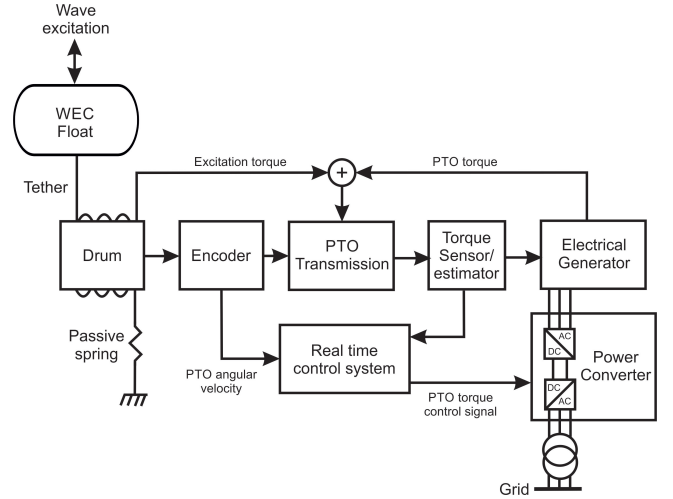 Wave
excitation
WEC
Float
Tether
Excitation torque
+
PTO torque
Drum
Encoder
PTO
Transmission
Torque
Sensor/
estimator
Electrical
Generator
Passive
spring
PTO angular
velocity
Real time
control system
PTO torque
control signal
AC
DC
Power
Converter
DC
AC
Grid